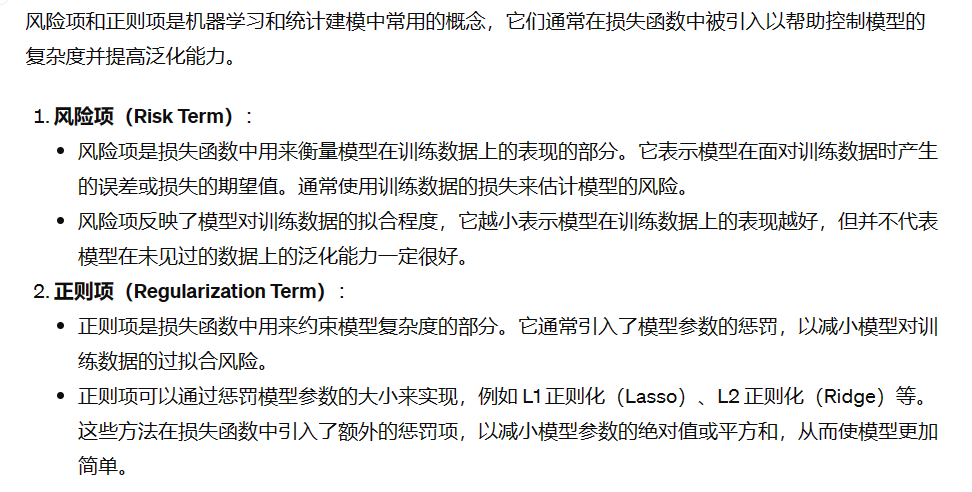 风险项和正则项是机器学习和统计建模中常用的概念，它们通常在损失函数中被引入以帮助控制模型的
复杂度并提高泛化能力。
1. 风险项（Risk Term）：
• 风险项是损失函数中用来衡量模型在训练数据上的表现的部分。它表示模型在面对训练数据时产生
的误差或损失的期望值。通常使用训练数据的损失来估计模型的风险。
• 风险项反映了模型对训练数据的拟合程度，它越小表示模型在训练数据上的表现越好，但并不代表
模型在未见过的数据上的泛化能力一定很好。
2. 正则项（Regularization Term）：
• 正则项是损失函数中用来约束模型复杂度的部分。它通常引入了模型参数的惩罚，以减小模型对训
练数据的过拟合风险。
• 正则项可以通过惩罚模型参数的大小来实现，例如 L1 正则化（Lasso）、L2 正则化（Ridge）等。
这些方法在损失函数中引入了额外的惩罚项，以减小模型参数的绝对值或平方和，从而使模型更加
简单。